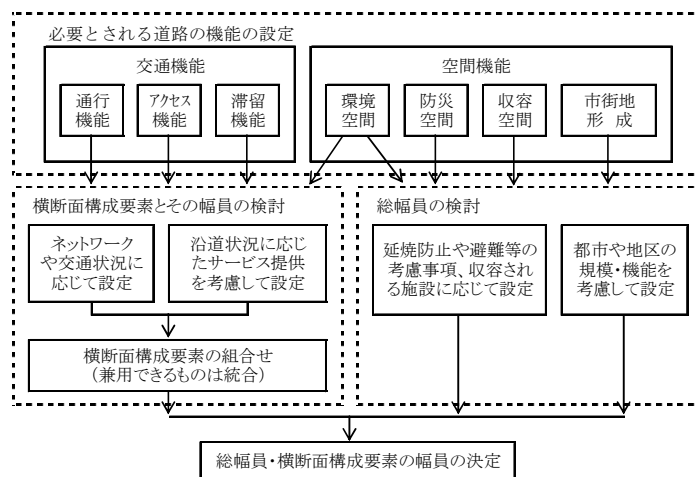 必要とされる道路の機能の設定
交通機能
通行
機能
アクセス
機能
滞留
機能
空間機能
環境
空間
防災
空間
収容
空間
市街地
形　成
横断面構成要素とその幅員の検討
ネットワーク
や交通状況に
応じて設定
沿道状況に応じ
たサービス提供
を考慮して設定
横断面構成要素の組合せ
（兼用できるものは統合）
総幅員の検討
延焼防止や避難等の
考慮事項、収容され
る施設に応じて設定
都市や地区の
規模・機能を
考慮して設定
総幅員・横断面構成要素の幅員の決定